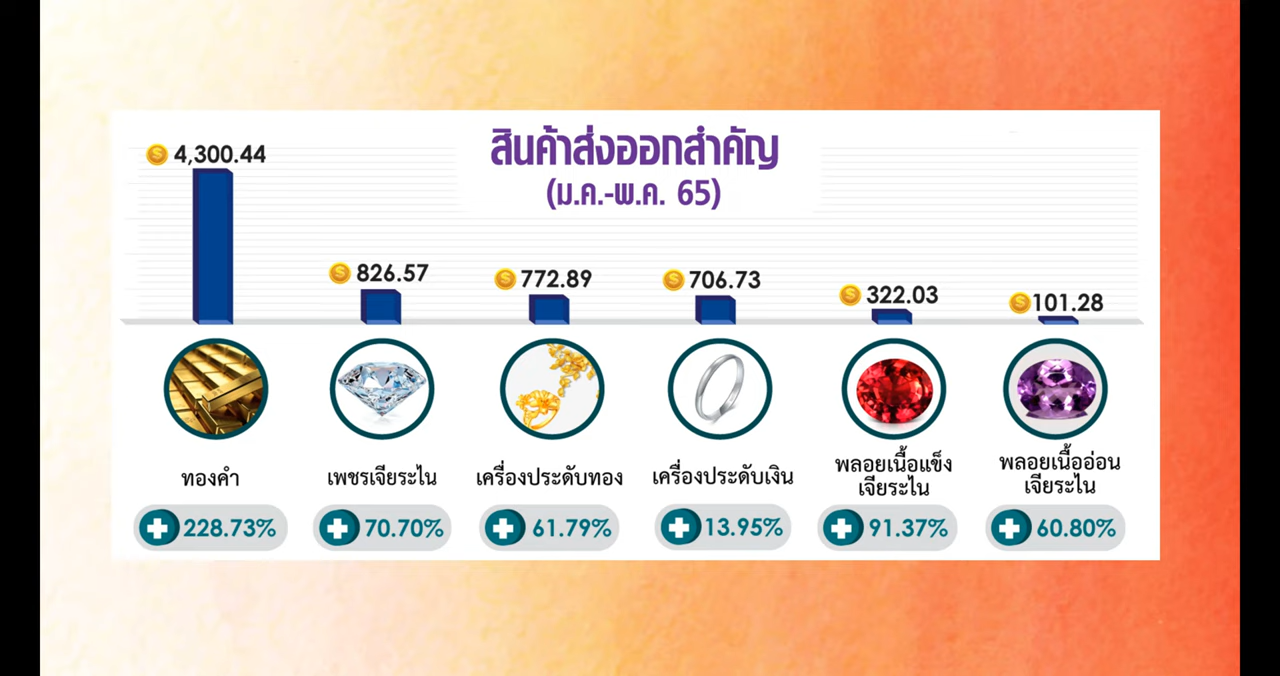 สินค้าส่งออกสำคัญ
(ม.ค.-พ.ค. 65)
4,300.44
826.57
772.89
706.73
322.03
101.28
ทองคำ
เพชรเจียระไน
เครื่องประดับทอง
เครื่องประดับเงิน
พลอยเนื้อแข็ง
เจียระไน
พลอยเนื้ออ่อน
เจียระไน
228.73%
70.70%
61.79%
13.95%
91.37%
60.80%